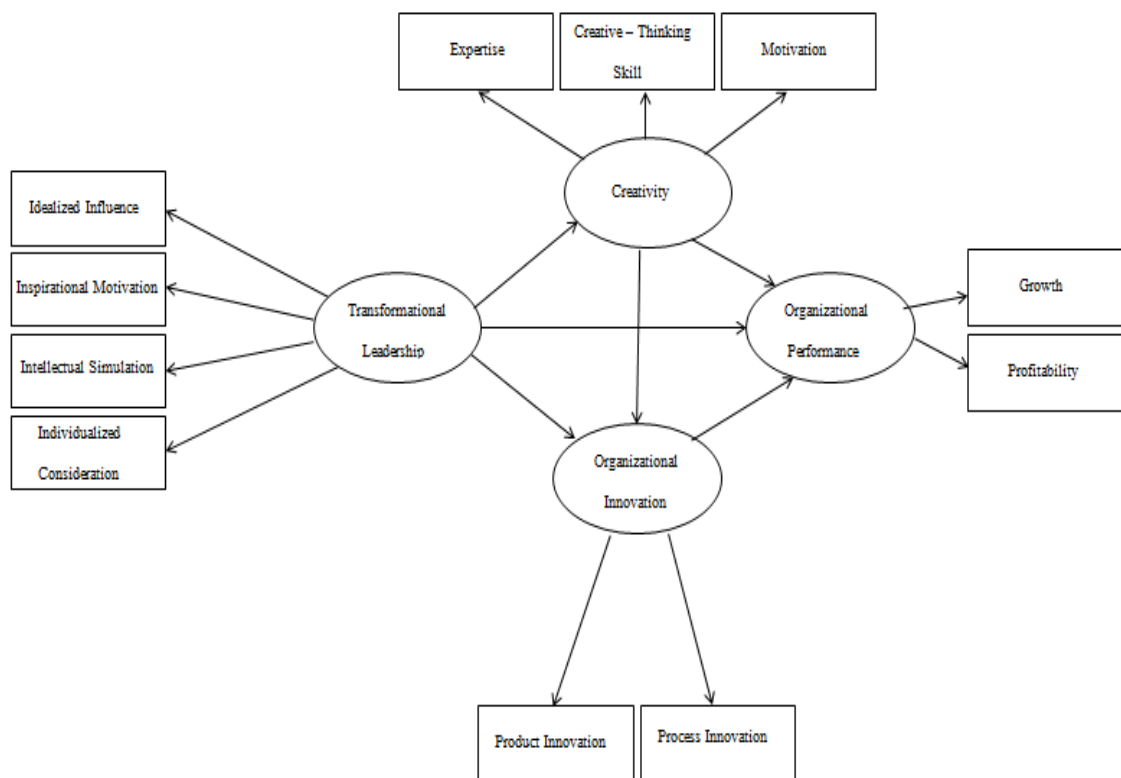 Expertise
Creative – Thinking
Skill
Motivation
Creativity
Idealized Influence
Inspirational Motivation
Intellectual Simulation
Individualized
Consideration
Transformational
Leadership
Organizational
Performance
Growth
Profitability
Organizational
Innovation
Product Innovation
Process Innovation